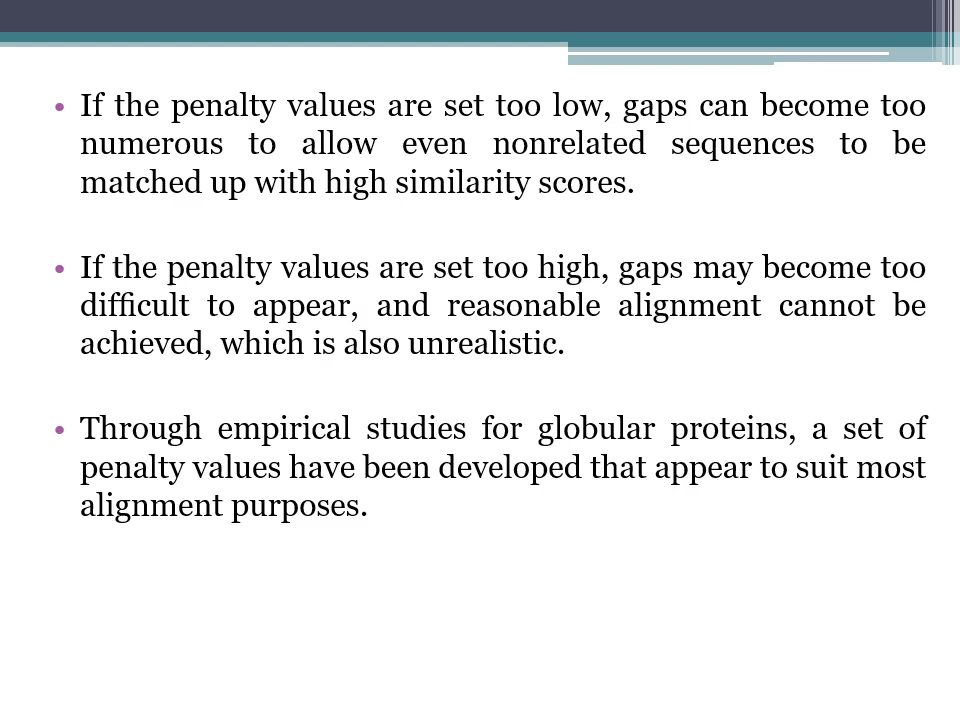 • If the penalty values are set too low, gaps can become too
numerous to allow even nonrelated sequences to be
matched up with high similarity scores.
• If the penalty values are set too high, gaps may become too
difficult to appear, and reasonable alignment cannot be
achieved, which is also unrealistic.
• Through empirical studies for globular proteins, a set of
penalty values have been developed that appear to suit most
alignment purposes.